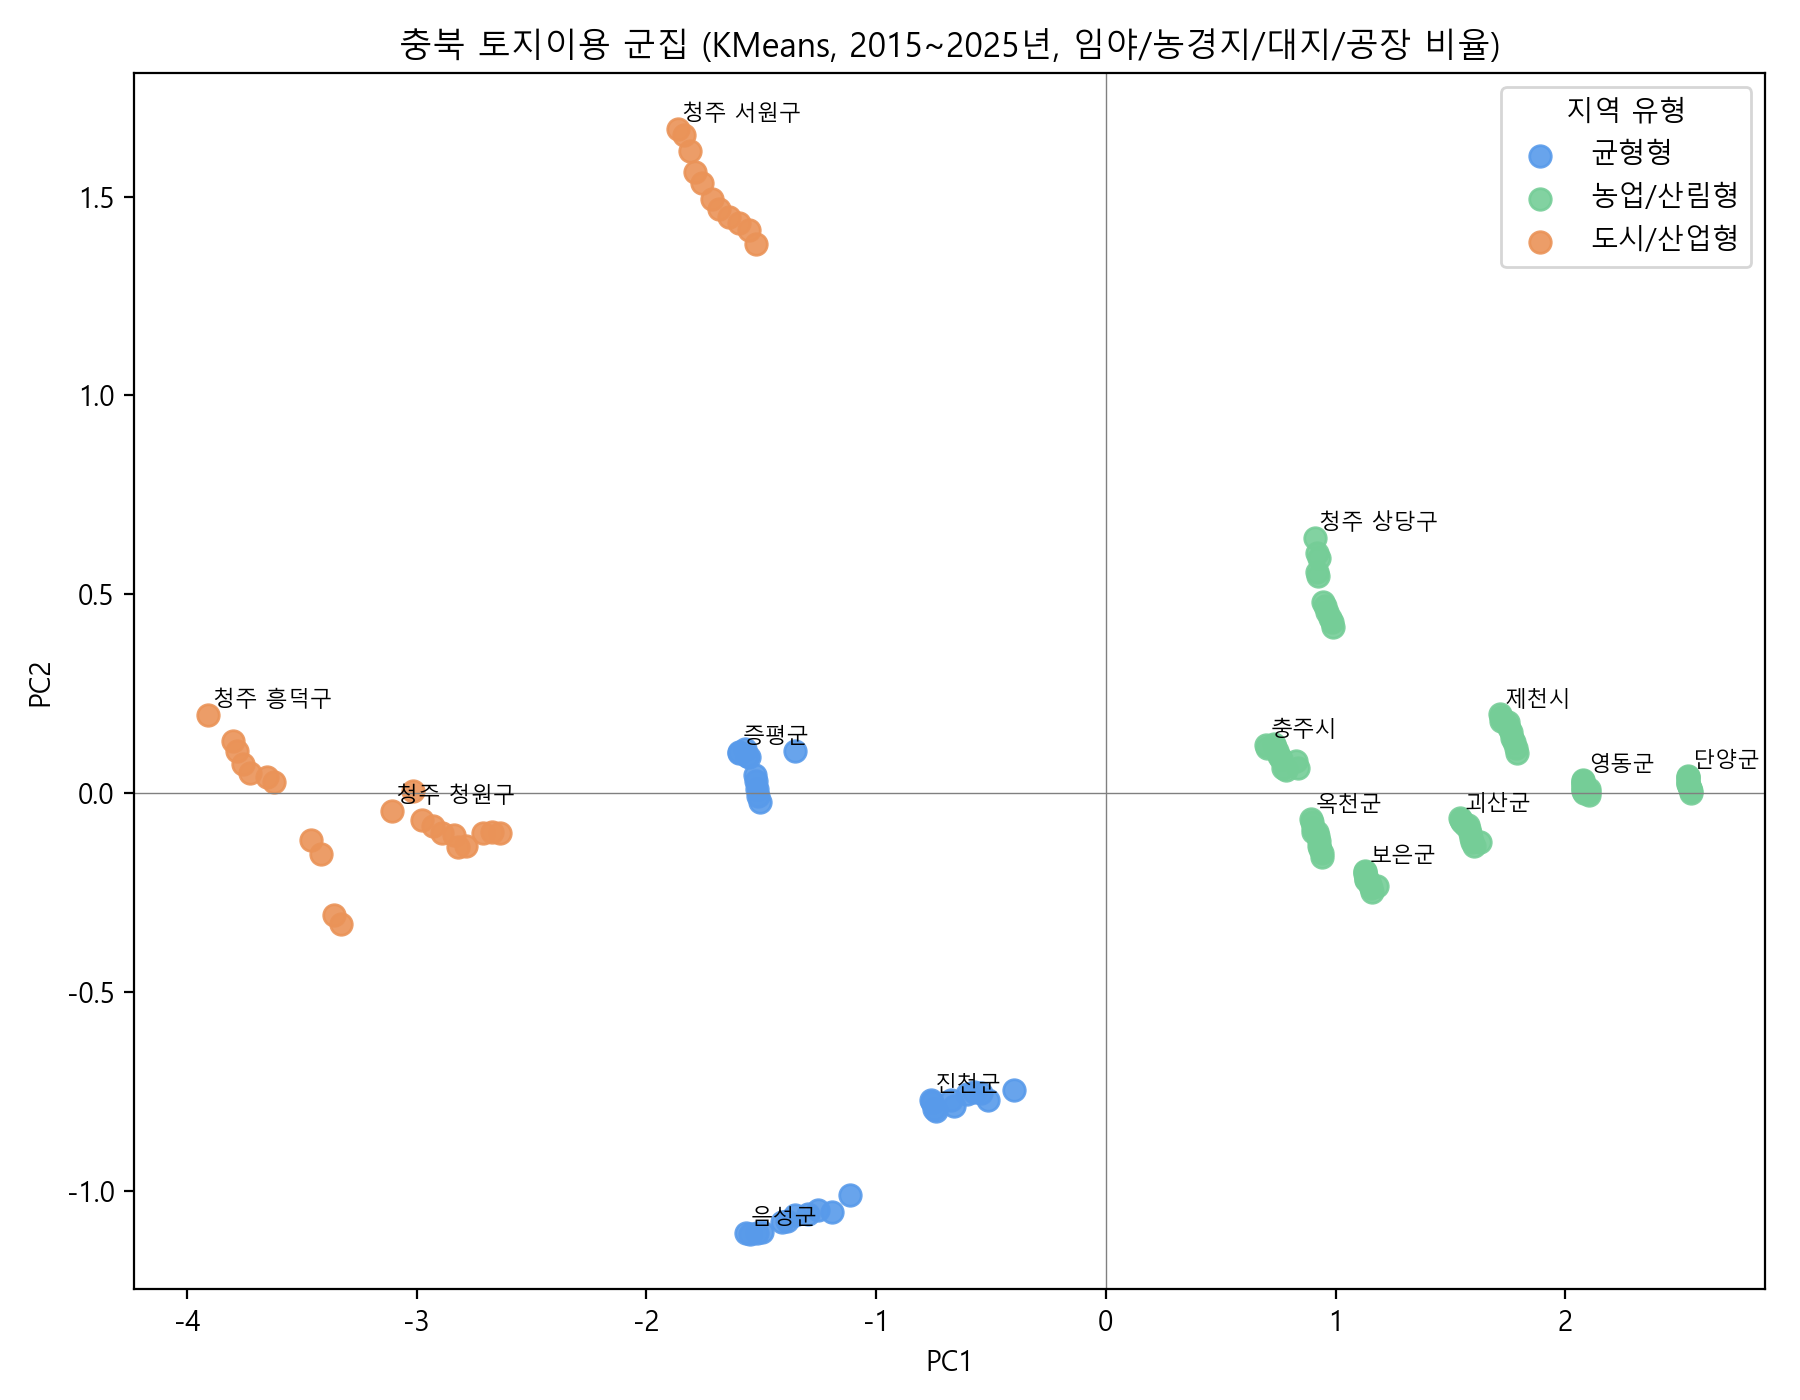 충북 토지이용 군집 (KMeans, 2015~2025년, 임야/농경지/대지/공장 비율)
지역 유형
균형형
농업/산림형
도시/산업형
청주 서원구
청주 상당구
청주 흥덕구
증평군
충주시
제천시
영동군
단양군
청주 청원구
옥천군
괴산군
보은군
진천군
음성군
PC2
1.5
1.0
0.5
0.0
-0.5
-1.0
-4
-3
-2
-1
0
1
2
PC1